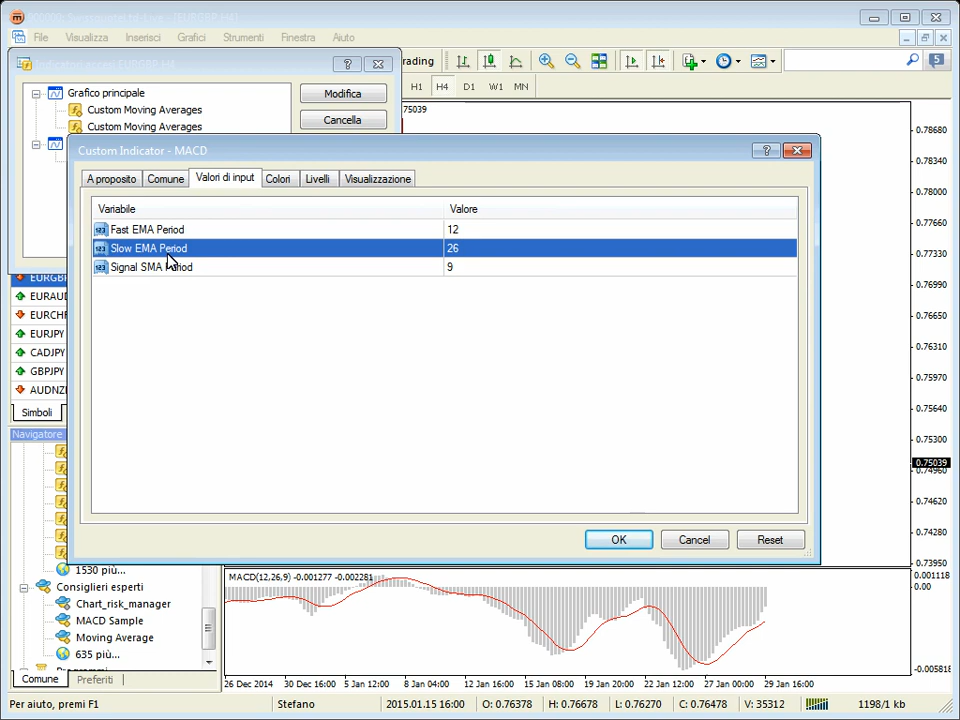 File Visualizza Inserisci Grafici Strumenti Finestra Aiuto
rading
5
H1 H4 D1 W1 MN
Grafico principale
Custom Moving Averages
Custom Moving Averages
Modifica
Cancella
75039
Custom Indicator - MACD
A proposito Comune Valori di input Colori Livelli Visualizzazione
Variabile Valore
Fast EMA Period 12
Slow EMA Period 26
Signal SMA Period 9
OK Cancel Reset
EURGBP
EURAUD
EURCHF
EURJPY
CADJPY
GBPJPY
AUDNZD
Simboli
Navigatore
1530 più...
Consiglieri esperti
Chart_risk_manager
MACD Sample
Moving Average
635 più...
Comune Preferiti
0.78680
0.78340
0.78000
0.77660
0.77330
0.76990
0.76650
0.76310
0.75970
0.75640
0.75300
0.75039
0.74960
0.74620
0.74280
0.73950
MACD(12,26,9) -0.001277 -0.002281
0.001118
0.00
-0.005818
26 Dec 2014 30 Dec 16:00 5 Jan 12:00 8 Jan 04:00 12 Jan 16:00 15 Jan 08:00 19 Jan 20:00 22 Jan 12:00 27 Jan 00:00 29 Jan 16:00
Per aiuto, premi F1 Stefano 2015.01.15 16:00 O: 0.76378 H: 0.76678 L: 0.76270 C: 0.76478 V: 35312 1198/1 kb